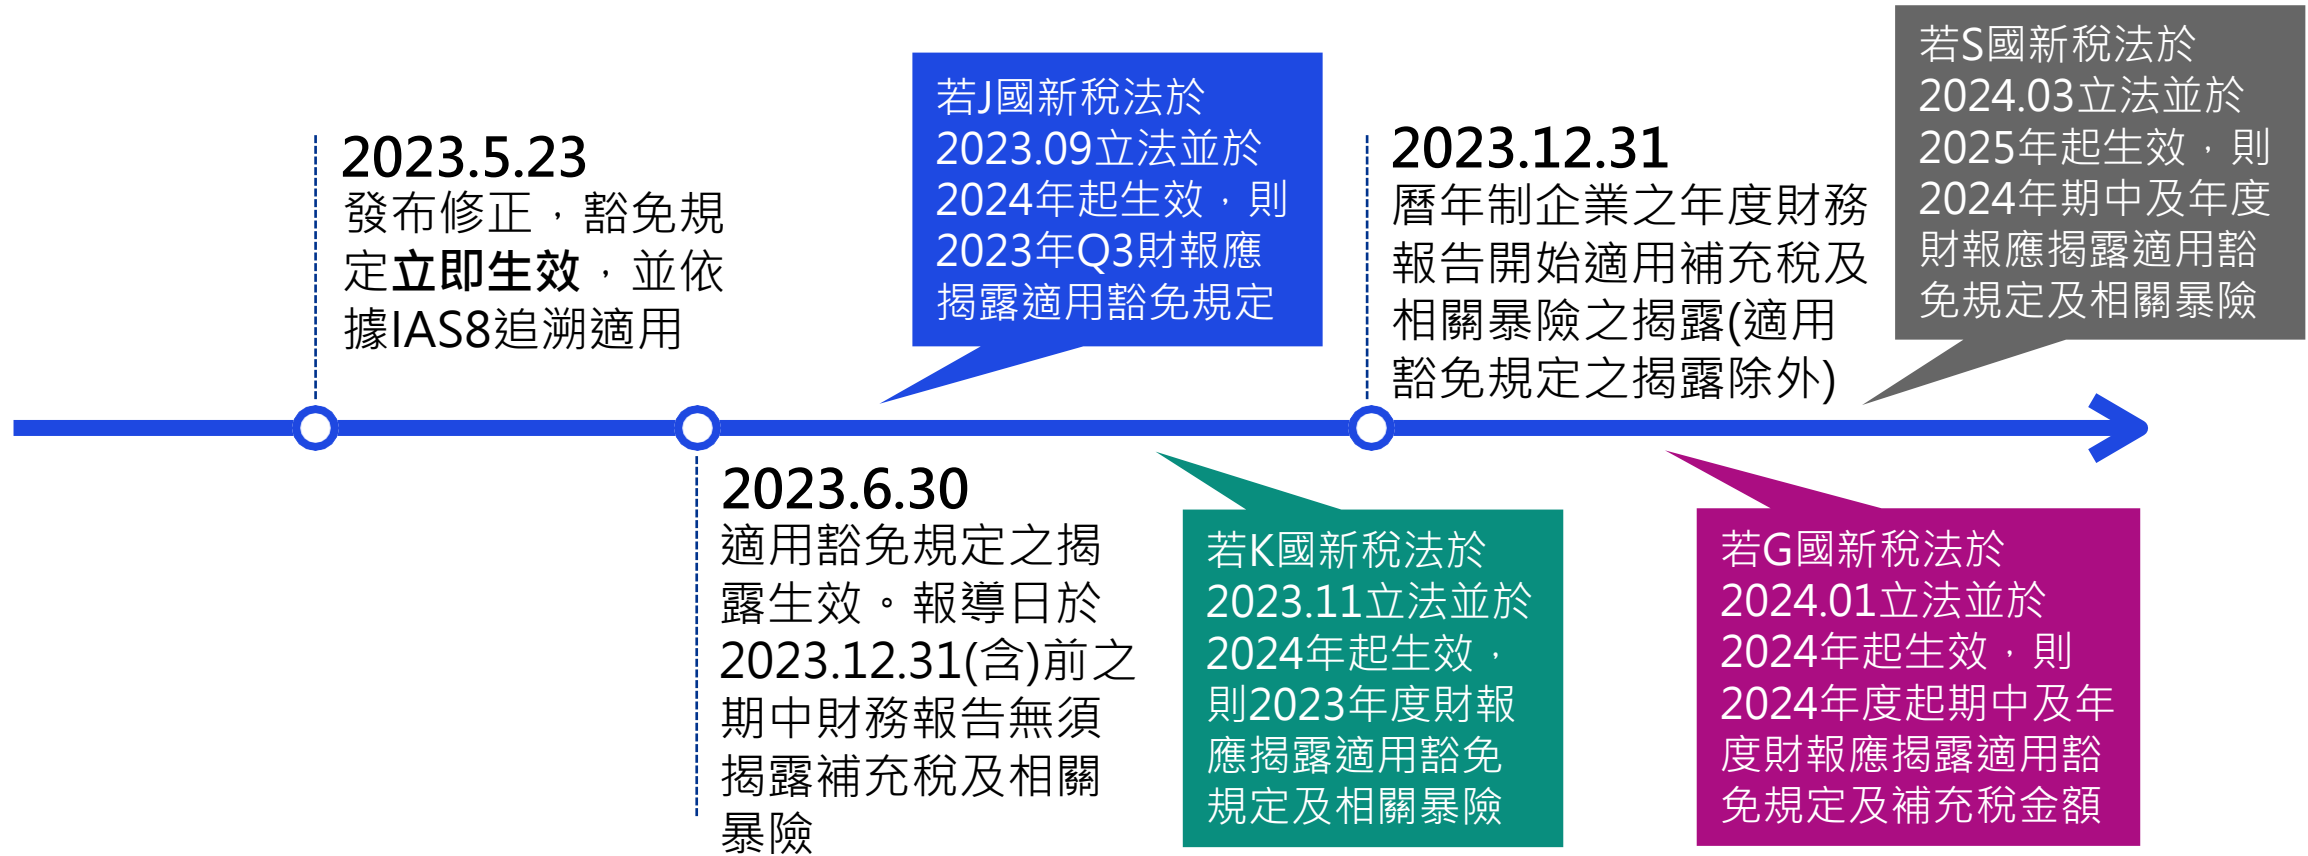 2023.5.23
發布修正，豁免規
定立即生效，並依
據IAS8追溯適用
2023.6.30
適用豁免規定之揭
露生效。報導日於
2023.12.31(含)前之
期中財務報告無須
揭露補充稅及相關
暴險
若J國新稅法於
2023.09立法並於
2024年起生效，則
2023年Q3財報應
揭露適用豁免規定
若K國新稅法於
2023.11立法並於
2024年起生效，
則2023年度財報
應揭露適用豁免
規定及相關暴險
2023.12.31
曆年制企業之年度財務
報告開始適用補充稅及
相關暴險之揭露(適用
豁免規定之揭露除外)
若G國新稅法於
2024.01立法並於
2024年起生效，則
2024年度起期中及年
度財報應揭露適用豁
免規定及補充稅金額
若S國新稅法於
2024.03立法並於
2025年起生效，則
2024年期中及年度
財報應揭露適用豁
免規定及相關暴險